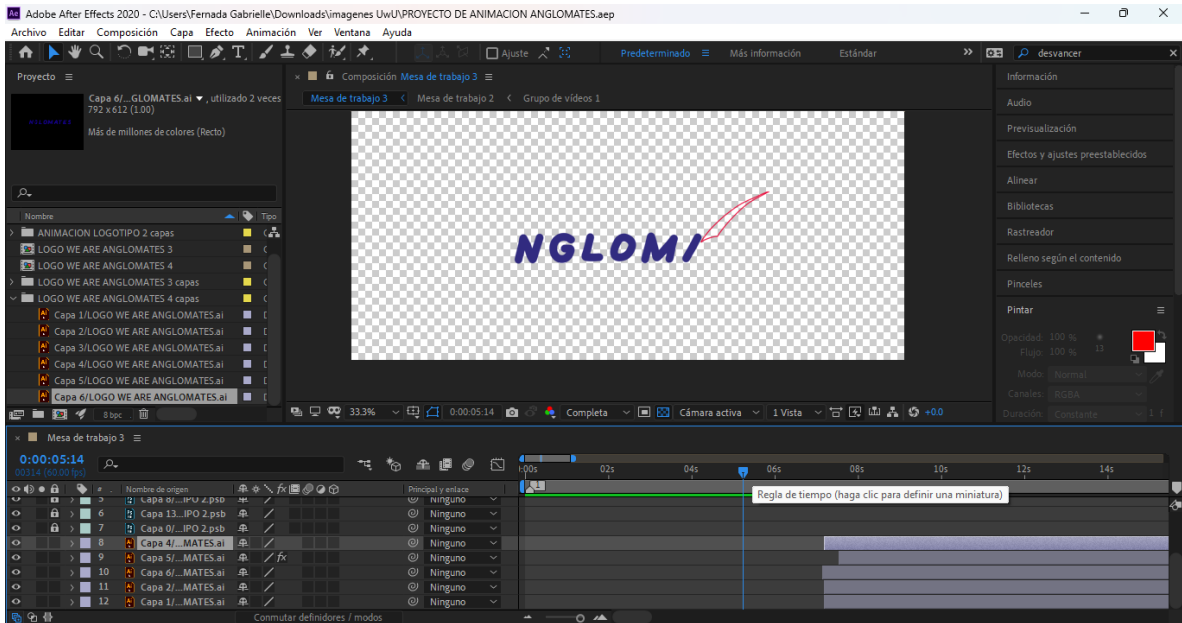 Adobe After Effects 2020 - C:\Users\Fernada Gabrielle\Downloads\imagenes UwU\PROYECTO DE ANIMACION ANGLOMATES.aep
Archivo Editar Composición Capa Efecto Animación Ver Ventana Ayuda
Ajuste Predeterminado Más información Estándar desvancer
Proyecto
Capa 6/...GLOMATES.ai, utilizado 2 veces
792 x 612 (1.00)
Más de millones de colores (Recto)
Nombre Tipo
ANIMACION LOGOTIPO 2 capas
LOGO WE ARE ANGLOMATES 3
LOGO WE ARE ANGLOMATES 4
LOGO WE ARE ANGLOMATES 3 capas
LOGO WE ARE ANGLOMATES 4 capas
Capa 1/LOGO WE ARE ANGLOMATES.ai
Capa 2/LOGO WE ARE ANGLOMATES.ai
Capa 3/LOGO WE ARE ANGLOMATES.ai
Capa 4/LOGO WE ARE ANGLOMATES.ai
Capa 5/LOGO WE ARE ANGLOMATES.ai
Capa 6/LOGO WE ARE ANGLOMATES.ai
8 bpc
Composición Mesa de trabajo 3
Mesa de trabajo 3 Mesa de trabajo 2 Grupo de vídeos 1
NGLOM
33.3% 0:00:05:14 Completa Cámara activa 1 Vista +0.0
Información
Audio
Previsualización
Efectos y ajustes preestablecidos
Alinear
Bibliotecas
Rastreador
Relleno según el contenido
Pinceles
Pintar
Opacidad: 100 %
Flujo: 100 % 13
Modo: Normal
Canales: RGBA
Duración: Constante 1 f
Mesa de trabajo 3
0:00:05:14
00314 (60.00 fps)
:00s 02s 04s 06s 08s 10s 12s 14s
# Nombre de origen Principal y enlace 1
Regla de tiempo (haga clic para definir una miniatura)
5 Capa 8/...IPO 2.psb Ninguno
6 Capa 13...IPO 2.psb Ninguno
7 Capa 0/...IPO 2.psb Ninguno
8 Capa 4/...MATES.ai Ninguno
9 Capa 5/...MATES.ai Ninguno
10 Capa 6/...MATES.ai Ninguno
11 Capa 2/...MATES.ai Ninguno
12 Capa 1/...MATES.ai Ninguno
Conmutar definidores / modos